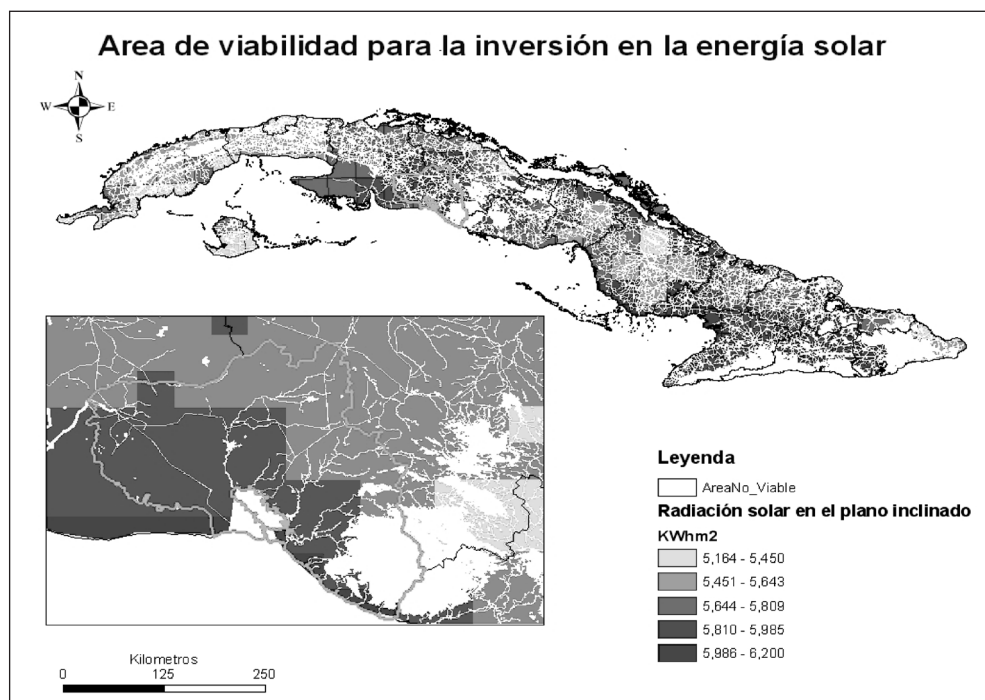 Area de viabilidad para la inversión en la energía solar
N
W
E
S
Leyenda
AreaNo_Viable
Radiación solar en el plano inclinado
KWhm2
5,164 - 5,450
5,451 - 5,643
5,644 - 5,809
5,810 - 5,985
5,986 - 6,200
Kilometros
0 125 250